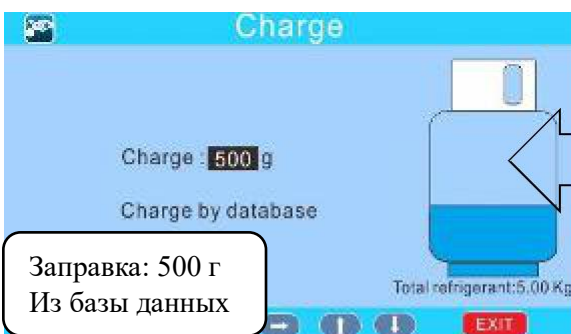 Charge
Charge : 500 g
Charge by database
Заправка: 500 г
Из базы данных
Total refrigerant:5.00 Kg
EXIT